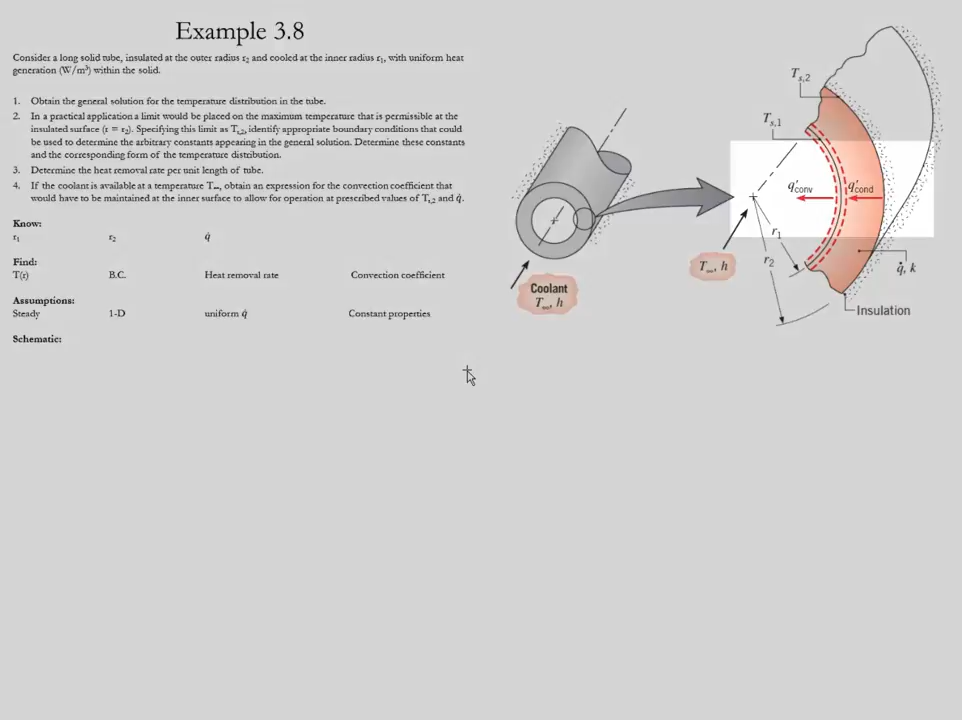 Example 3.8
Consider a long solid tube, insulated at the outer radius r₂ and cooled at the inner radius r₁, with uniform heat
generation (W/m³) within the solid.
1. Obtain the general solution for the temperature distribution in the tube.
2. In a practical application a limit would be placed on the maximum temperature that is permissible at the
insulated surface (r = r₂). Specifying this limit as Tₛ,₂, identify appropriate boundary conditions that could
be used to determine the arbitrary constants appearing in the general solution. Determine these constants
and the corresponding form of the temperature distribution.
3. Determine the heat removal rate per unit length of tube.
4. If the coolant is available at a temperature T∞, obtain an expression for the convection coefficient that
would have to be maintained at the inner surface to allow for operation at prescribed values of Tₛ,₂ and q̇.
Know:
r₁ r₂ q̇
Find:
T(r) B.C. Heat removal rate Convection coefficient
Assumptions:
Steady 1-D uniform q̇ Constant properties
Schematic:
Coolant
T∞, h
Tₛ,₂
Tₛ,₁
q′conv
q′cond
r₁
r₂
T∞, h
q̇, k
Insulation